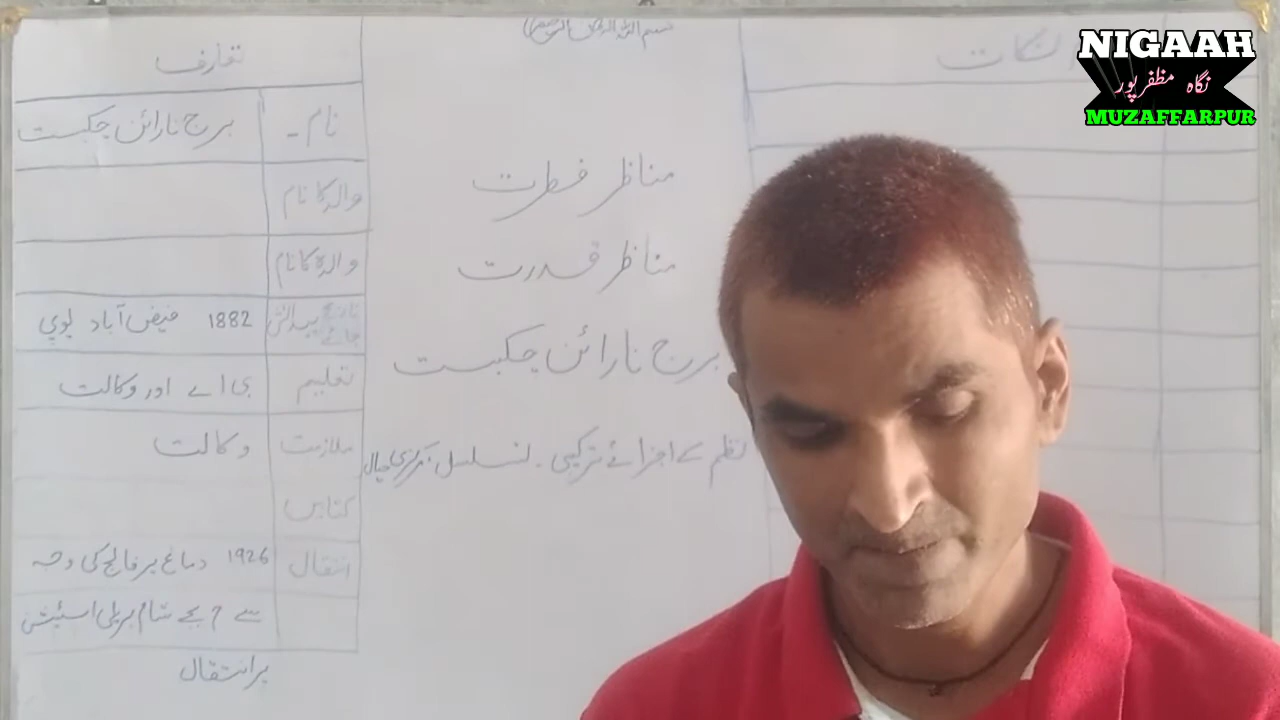 بسم اللہ الرحمن الرحیم
نکات
NIGAAH
نگاہ مظفرپور
MUZAFFARPUR
مناظر فطرت
مناظر قدرت
برج نارائن چکبست
نظم کے اجزائے ترکیبی . تسلسل ، مرکزی خیال
تعارف
نام - برج نارائن چکبست
والد کا نام
والدہ کا نام
تاریخ پیدائش جائے 1882 فیض آباد یوپی
تعلیم بی اے اور وکالت
ملازمت وکالت
کتابیں
انتقال 1926 دماغ پر فالج کی وجہ
سے ۲ بجے شام بریلی اسٹیشن
پر انتقال